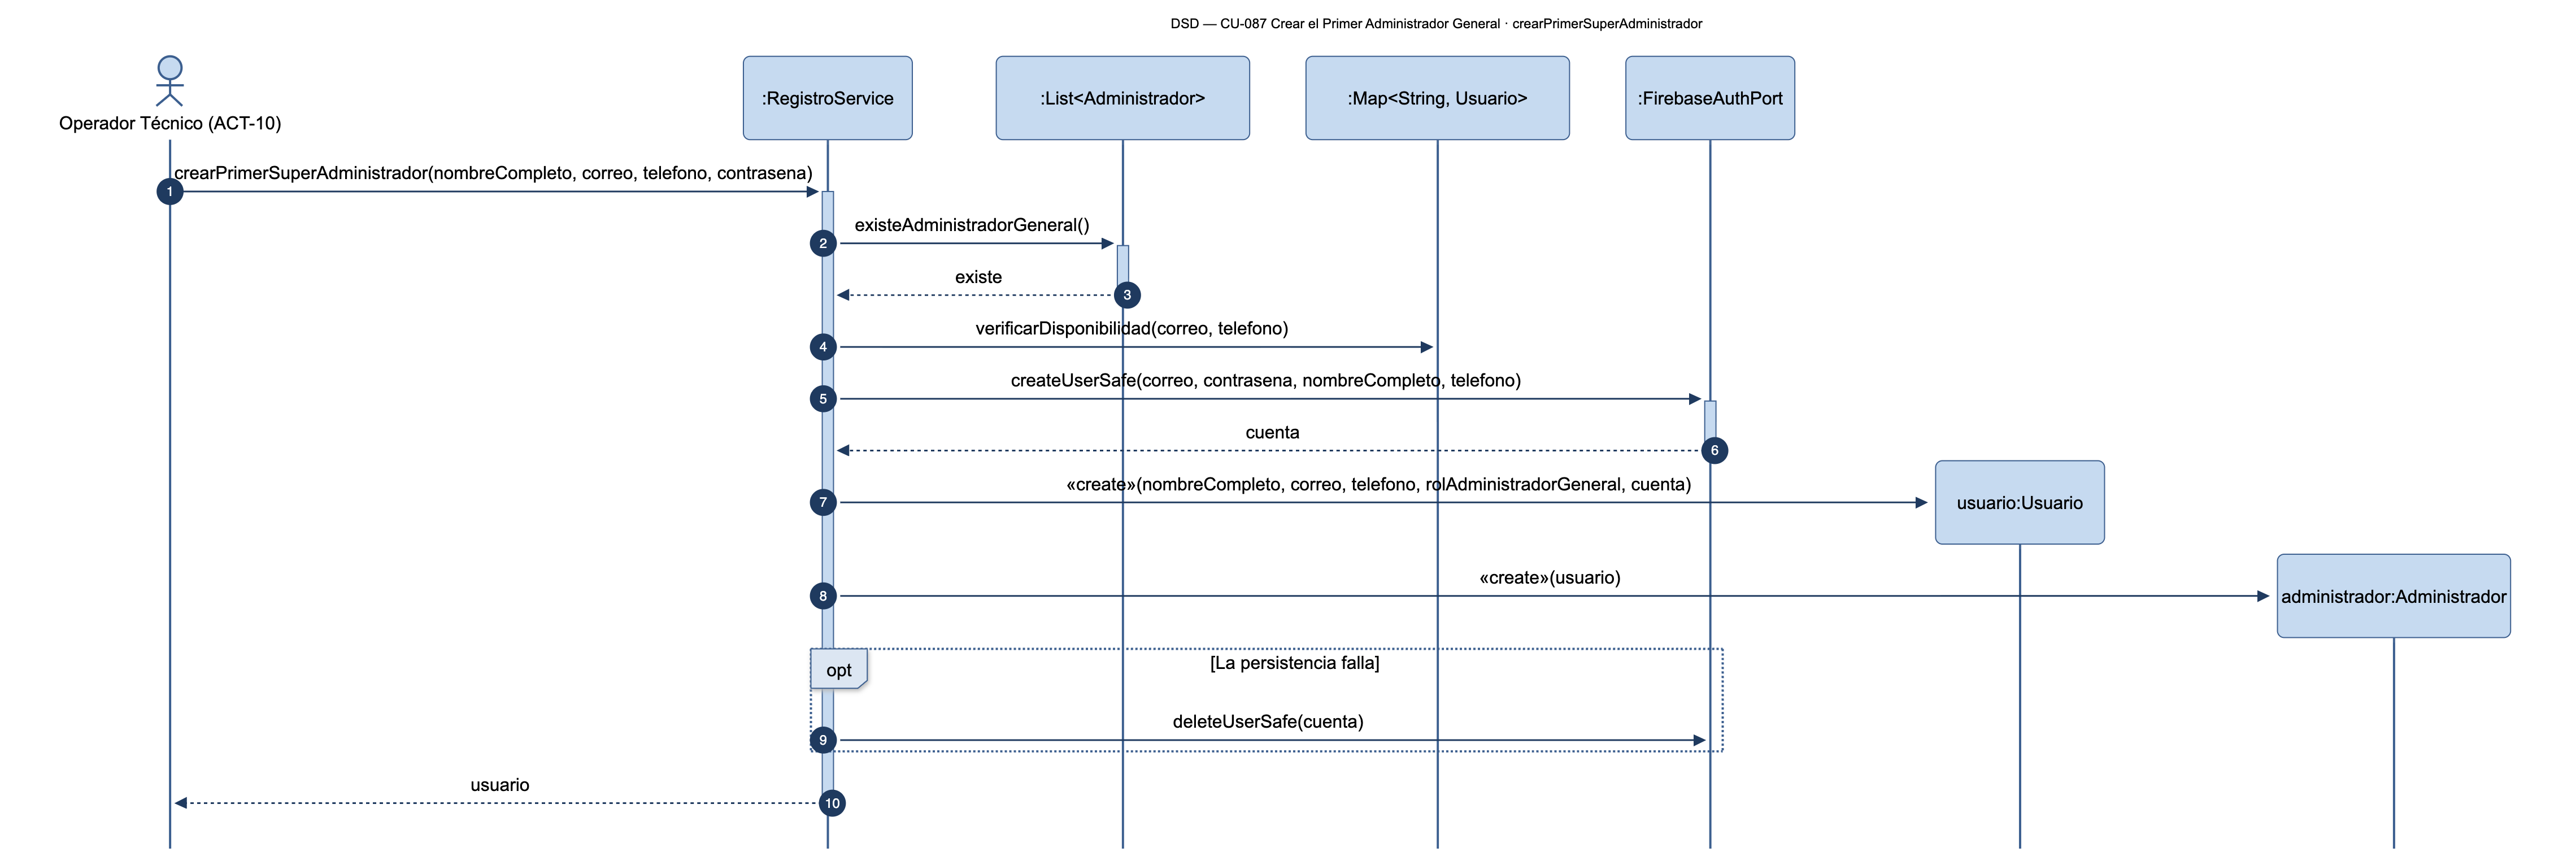 DSD — CU-087 Crear el Primer Administrador General · crearPrimerSuperAdministrador
Operador Técnico (ACT-10)
:RegistroService
:List<Administrador>
:Map<String, Usuario>
:FirebaseAuthPort
crearPrimerSuperAdministrador(nombreCompleto, correo, telefono, contrasena)
1
existeAdministradorGeneral()
2
existe
3
verificarDisponibilidad(correo, telefono)
4
createUserSafe(correo, contrasena, nombreCompleto, telefono)
5
cuenta
6
«create»(nombreCompleto, correo, telefono, rolAdministradorGeneral, cuenta)
7
usuario:Usuario
«create»(usuario)
8
administrador:Administrador
opt
[La persistencia falla]
deleteUserSafe(cuenta)
9
usuario
10